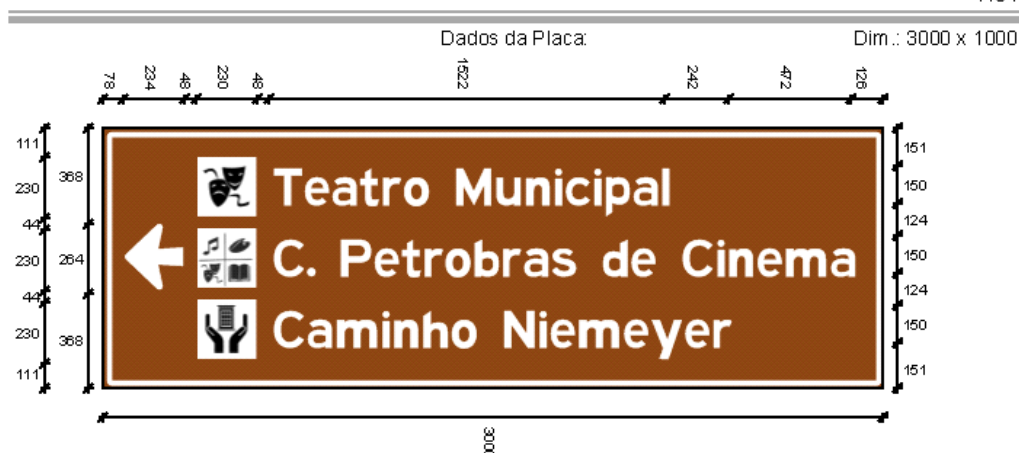 Dados da Placa:
Dim.: 3000 x 1000
78 234 48 230 48 1522 242 472 126
111
230
44
230
44
230
111
368
264
368
Teatro Municipal
C. Petrobras de Cinema
Caminho Niemeyer
151
150
124
150
124
150
151